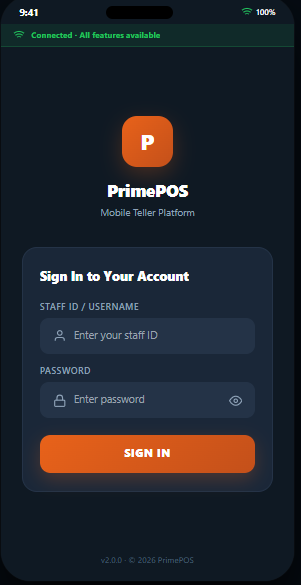 9:41
100%
Connected - All features available
P
PrimePOS
Mobile Teller Platform
Sign In to Your Account
STAFF ID / USERNAME
Enter your staff ID
PASSWORD
Enter password
SIGN IN
v2.0.0 · © 2026 PrimePOS